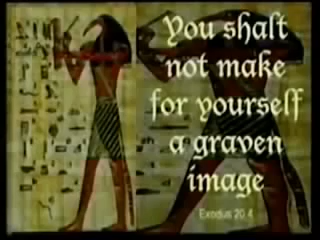 You shalt
not make
for yourself
a graven
image
Exodus 20:4